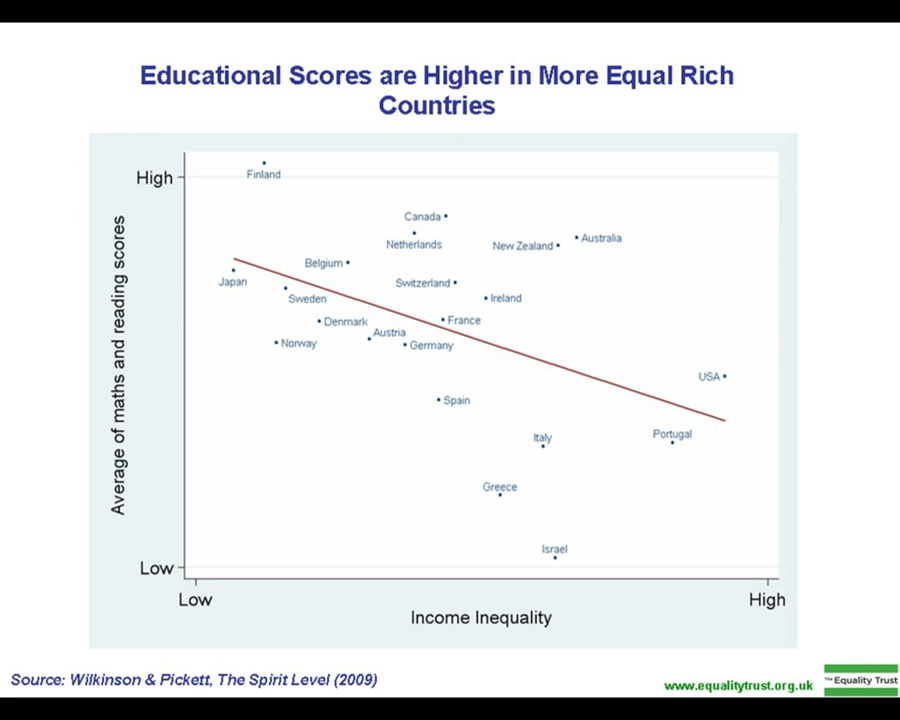 Educational Scores are Higher in More Equal Rich
Countries
High
Finland
Canada
Netherlands
New Zealand
Australia
Belgium
Japan
Switzerland
Sweden
Ireland
Denmark
France
Austria
Norway
Germany
USA
Spain
Italy
Portugal
Greece
Israel
Average of maths and reading scores
Low
Low
High
Income Inequality
Source: Wilkinson & Pickett, The Spirit Level (2009)
www.equalitytrust.org.uk
The Equality Trust